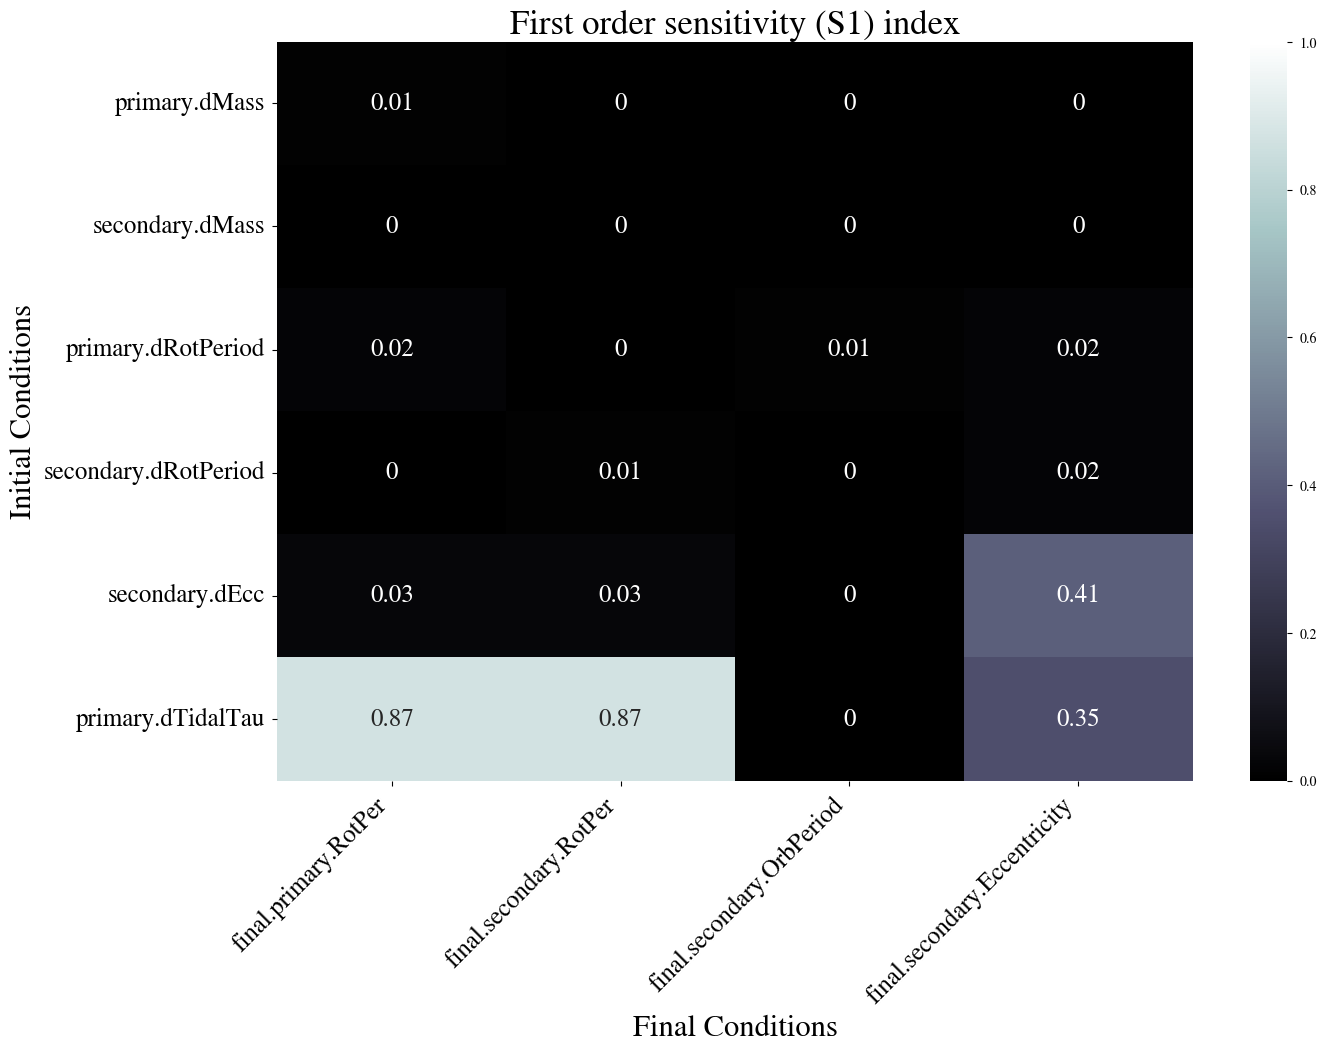 First order sensitivity (S1) index
Initial Conditions
primary.dMass 0.01 0 0 0
secondary.dMass 0 0 0 0
primary.dRotPeriod 0.02 0 0.01 0.02
secondary.dRotPeriod 0 0.01 0 0.02
secondary.dEcc 0.03 0.03 0 0.41
primary.dTidalTau 0.87 0.87 0 0.35
final.primary.RotPer
final.secondary.RotPer
final.secondary.OrbPeriod
final.secondary.Eccentricity
Final Conditions
1.0
0.8
0.6
0.4
0.2
0.0